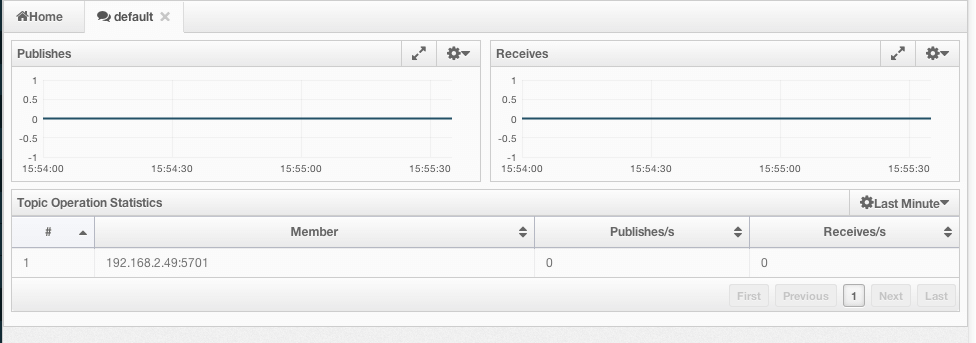 Home default
Publishes
1
0.5
0
-0.5
-1
15:54:00 15:54:30 15:55:00 15:55:30
Receives
1
0.5
0
-0.5
-1
15:54:00 15:54:30 15:55:00 15:55:30
Topic Operation Statistics Last Minute
# Member Publishes/s Receives/s
1 192.168.2.49:5701 0 0
First Previous 1 Next Last